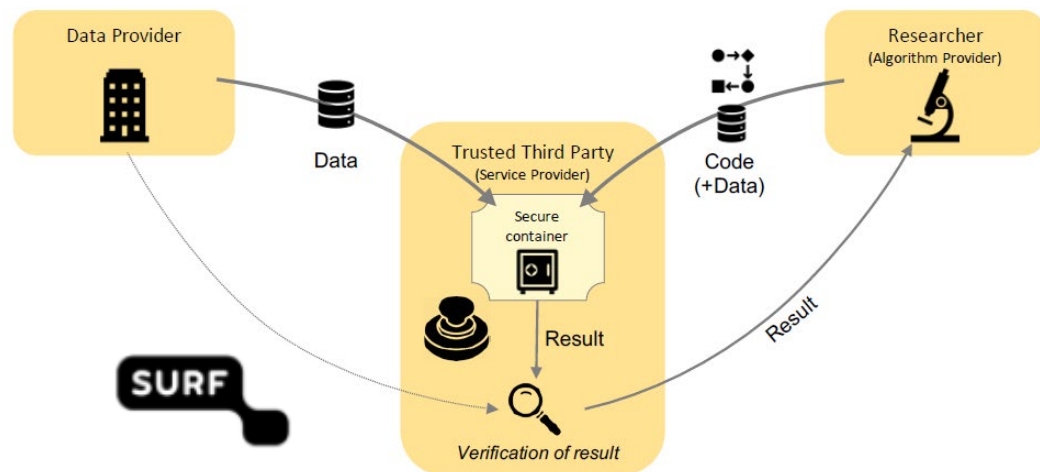 Data Provider
Researcher
(Algorithm Provider)
Data
Code
(+Data)
Trusted Third Party
(Service Provider)
Secure
container
Result
Result
SURF
Verification of result